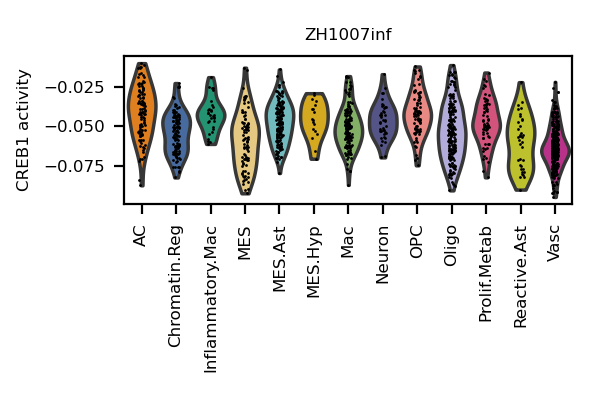 ZH1007inf
CREB1 activity
−0.025
−0.050
−0.075
AC
Chromatin.Reg
Inflammatory.Mac
MES
MES.Ast
MES.Hyp
Mac
Neuron
OPC
Oligo
Prolif.Metab
Reactive.Ast
Vasc